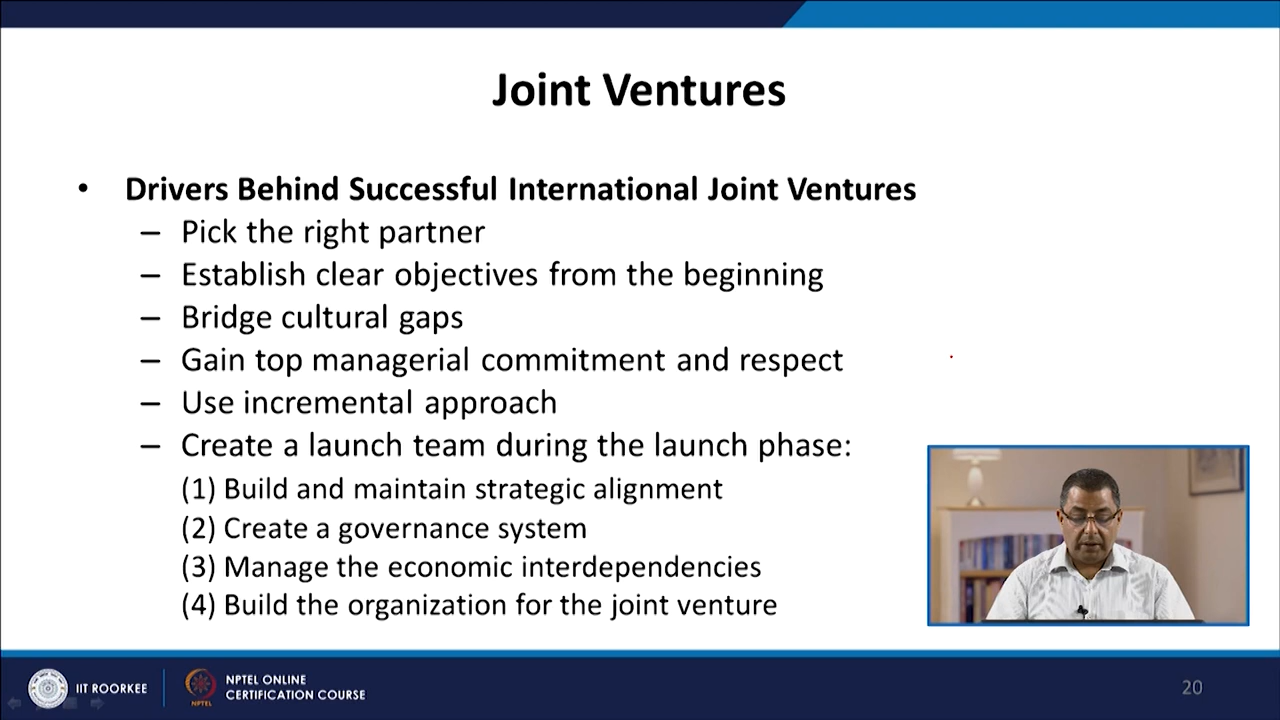 Joint Ventures
• Drivers Behind Successful International Joint Ventures
– Pick the right partner
– Establish clear objectives from the beginning
– Bridge cultural gaps
– Gain top managerial commitment and respect
– Use incremental approach
– Create a launch team during the launch phase:
(1) Build and maintain strategic alignment
(2) Create a governance system
(3) Manage the economic interdependencies
(4) Build the organization for the joint venture
IIT ROORKEE
NPTEL
NPTEL ONLINE
CERTIFICATION COURSE
20